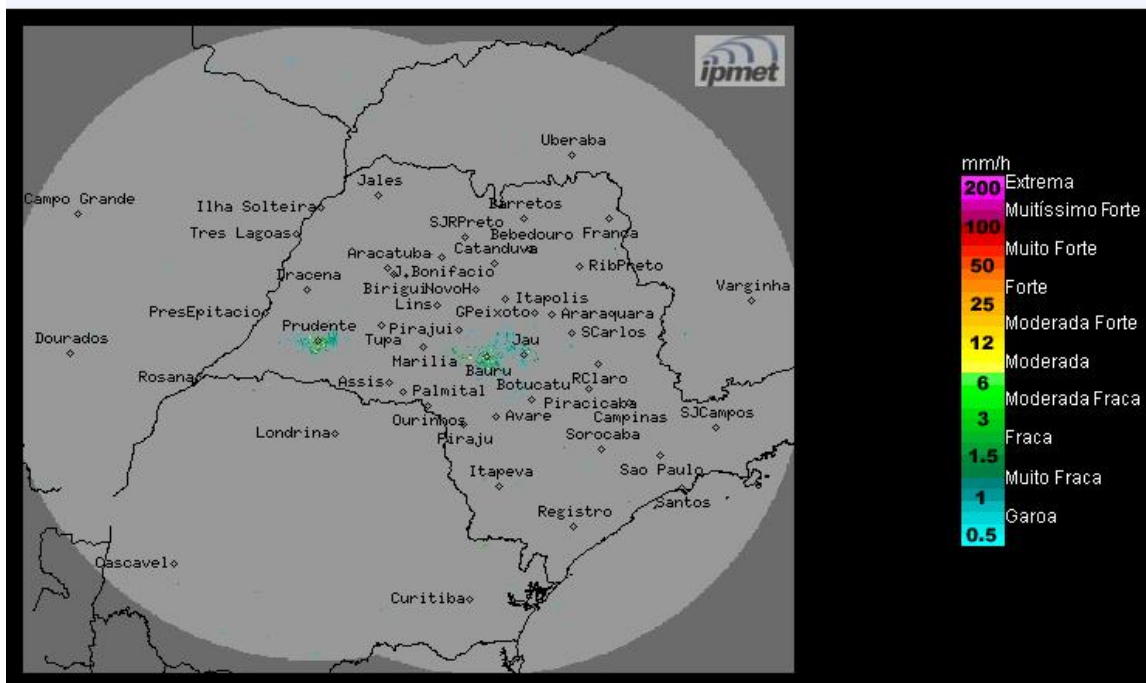 ipmet
Uberaba
Jales
Campo Grande
Ilha Solteira
Barretos
Tres Lagoas
SJRPreto
Bebedouro
Franca
Aracatuba
Catanduva
Dracena
J.Bonifacio
RibPreto
Birigui
NovoH
Varginha
Lins
Itapolis
PresEpitacio
GPeixoto
Araraquara
Prudente
Pirajui
SCarlos
Dourados
Tupa
Jau
Marilia
Bauru
Rosana
Assis
Botucatu
RClaro
Palmital
Piracicaba
Ourinhos
Avare
Campinas
SJCampos
Londrina
Piraju
Sorocaba
Itapeva
Sao Paulo
Santos
Registro
Cascavel
Curitiba
mm/h
200
Extrema
Muitíssimo Forte
100
Muito Forte
50
Forte
25
Moderada Forte
12
Moderada
6
Moderada Fraca
3
Fraca
1.5
Muito Fraca
1
Garoa
0.5